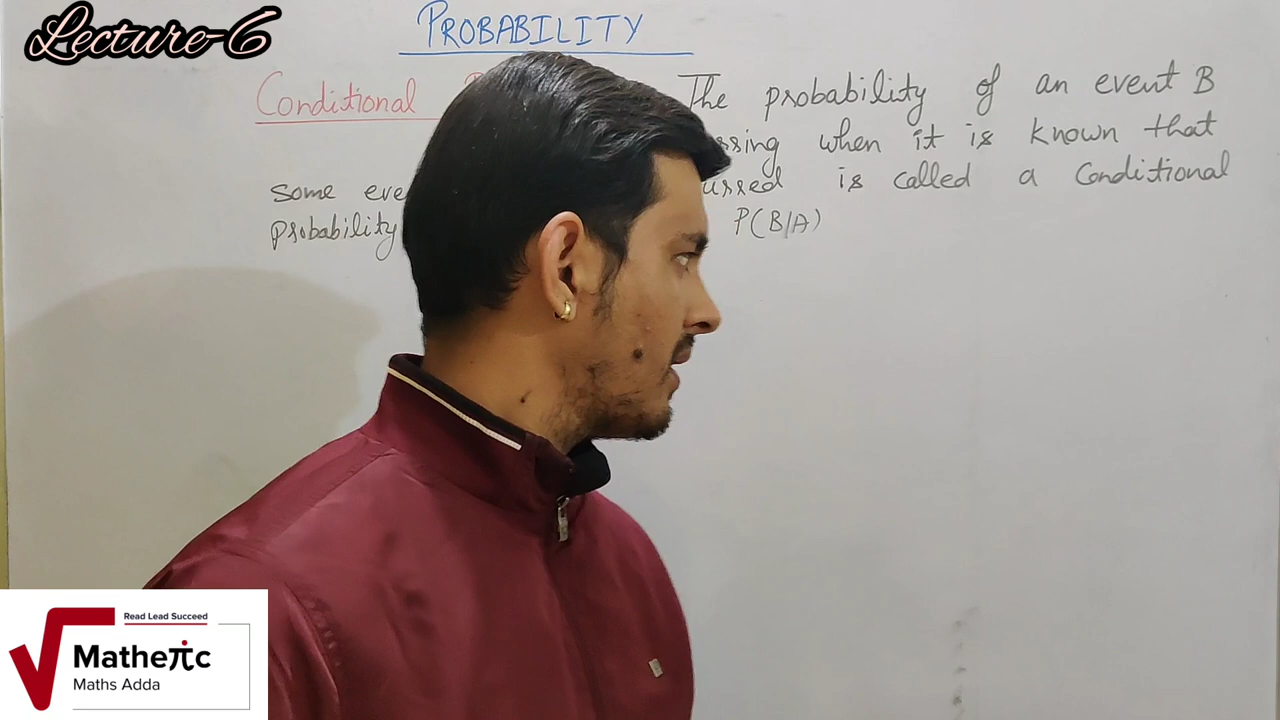 Lecture-6
PROBABILITY
Conditional The probability of an event B
when it is known that
some is called a Conditional
probability P(B/A)
Read Lead Succeed
Matheπc
Maths Adda